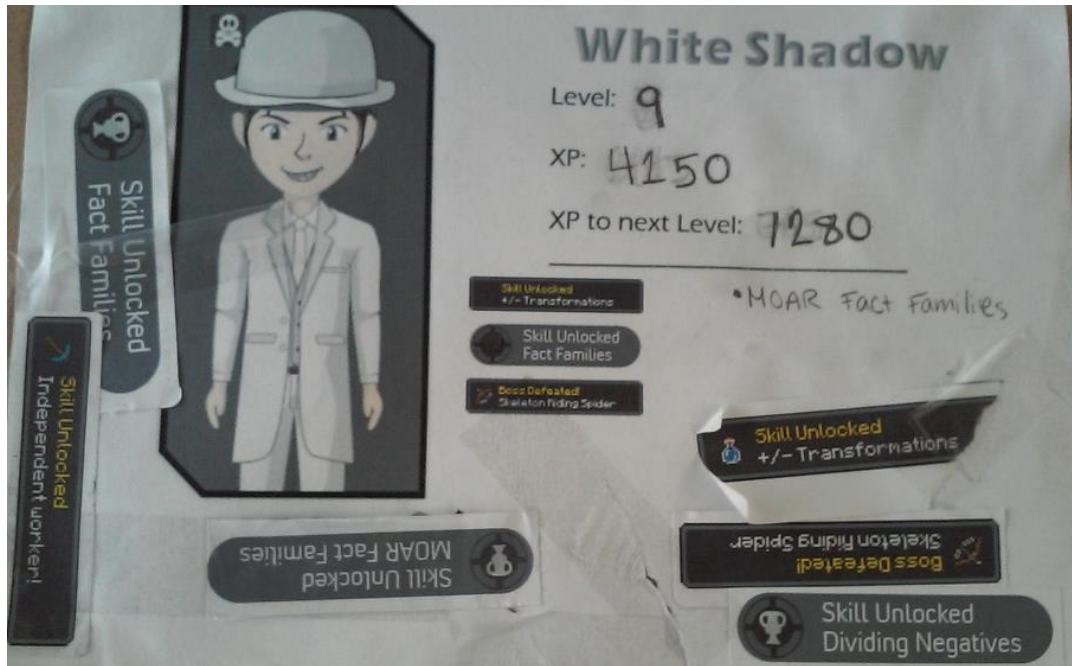 White Shadow
Level: 9
XP: 4150
XP to next Level: 7280
Skill Unlocked
+/- Transformations
Skill Unlocked
Fact Families
Boss Defeated!
Skeleton Riding Spider
•MOAR Fact Families
Skill Unlocked
Fact Families
Skill Unlocked
Independent worker!
Skill Unlocked
+/- Transformations
Skill Unlocked
MOAR Fact Families
Boss Defeated!
Skeleton Riding Spider
Skill Unlocked
Dividing Negatives